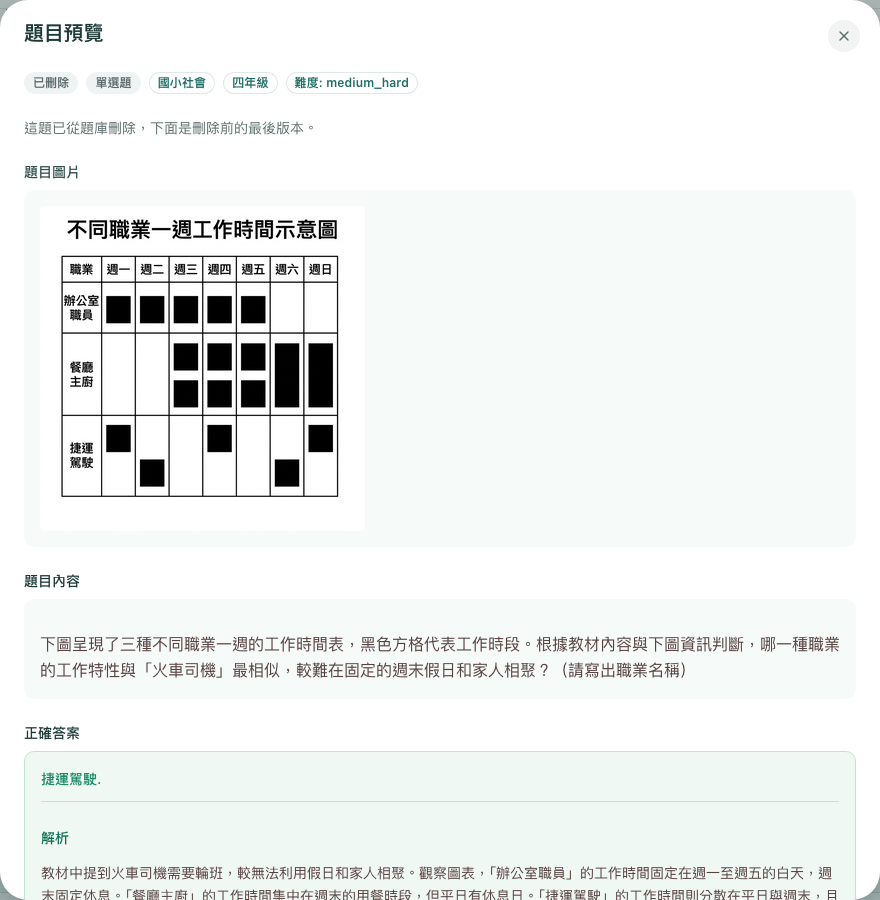 題目預覽
已刪除 單選題 國小社會 四年級 難度: medium_hard
這題已從題庫刪除，下面是刪除前的最後版本。
題目圖片
不同職業一週工作時間示意圖
職業 週一 週二 週三 週四 週五 週六 週日
辦公室
職員
餐廳
主廚
捷運
駕駛
題目內容
下圖呈現了三種不同職業一週的工作時間表，黑色方格代表工作時段。根據教材內容與下圖資訊判斷，哪一種職業
的工作特性與「火車司機」最相似，較難在固定的週末假日和家人相聚？（請寫出職業名稱）
正確答案
捷運駕駛.
解析
教材中提到火車司機需要輪班，較無法利用假日和家人相聚。觀察圖表，「辦公室職員」的工作時間固定在週一至週五的白天，週
末固定休息。「餐廳主廚」的工作時間集中在週末的用餐時段，但平日有休息日。「捷運駕駛」的工作時間則分散在平日與週末，且